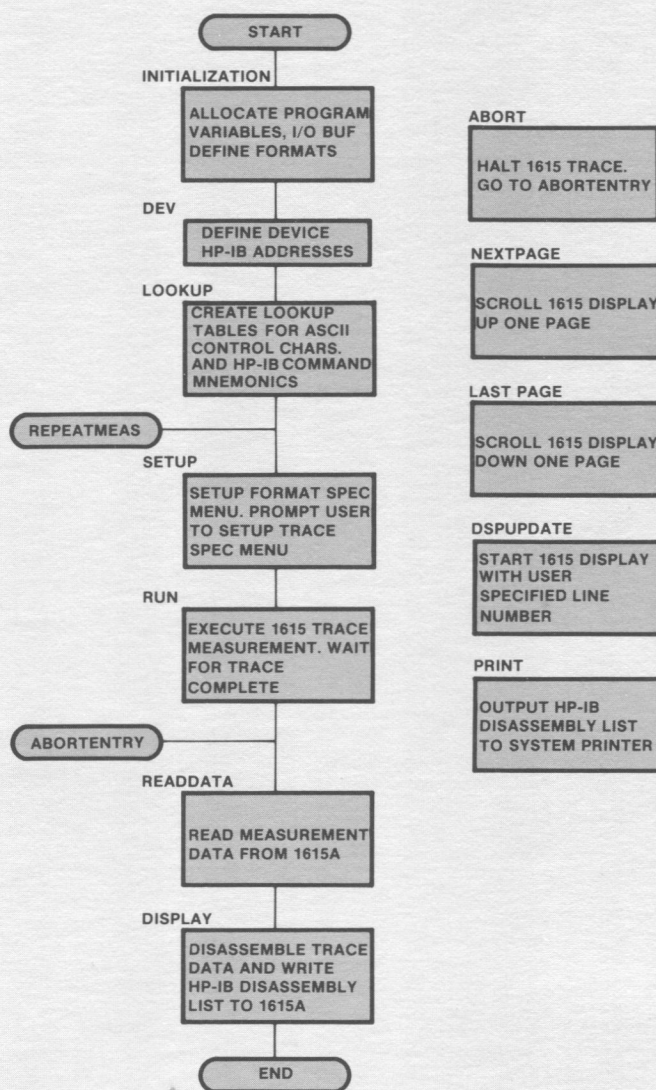 START
INITIALIZATION
ALLOCATE PROGRAM
VARIABLES, I/O BUF
DEFINE FORMATS
DEV
DEFINE DEVICE
HP-IB ADDRESSES
LOOKUP
CREATE LOOKUP
TABLES FOR ASCII
CONTROL CHARS.
AND HP-IB COMMAND
MNEMONICS
REPEATMEAS
SETUP
SETUP FORMAT SPEC
MENU. PROMPT USER
TO SETUP TRACE
SPEC MENU
RUN
EXECUTE 1615 TRACE
MEASUREMENT. WAIT
FOR TRACE
COMPLETE
ABORTENTRY
READDATA
READ MEASUREMENT
DATA FROM 1615A
DISPLAY
DISASSEMBLE TRACE
DATA AND WRITE
HP-IB DISASSEMBLY
LIST TO 1615A
END
ABORT
HALT 1615 TRACE.
GO TO ABORTENTRY
NEXTPAGE
SCROLL 1615 DISPLAY
UP ONE PAGE
LAST PAGE
SCROLL 1615 DISPLAY
DOWN ONE PAGE
DSPUPDATE
START 1615 DISPLAY
WITH USER
SPECIFIED LINE
NUMBER
PRINT
OUTPUT HP-IB
DISASSEMBLY LIST
TO SYSTEM PRINTER